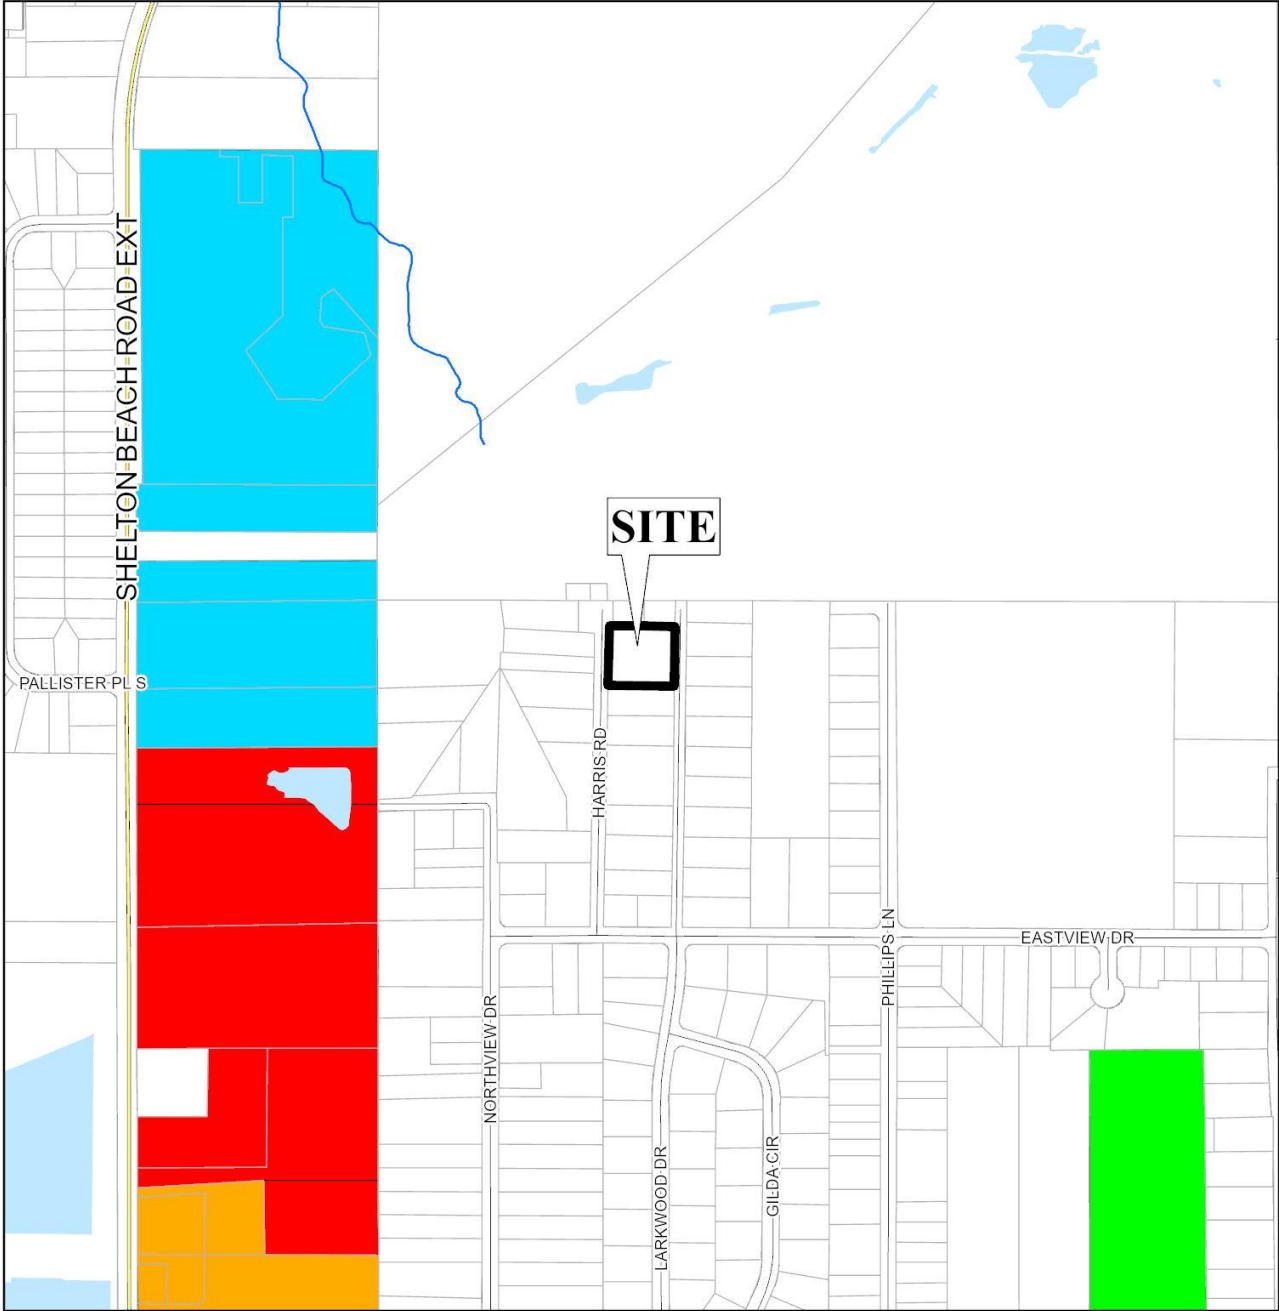 SHELTON BEACH ROAD EXT
SITE
PALLISTER PL S
HARRIS RD
PHILLIPS LN
EASTVIEW DR
NORTHVIEW DR
LARKWOOD DR
GILDA CIR